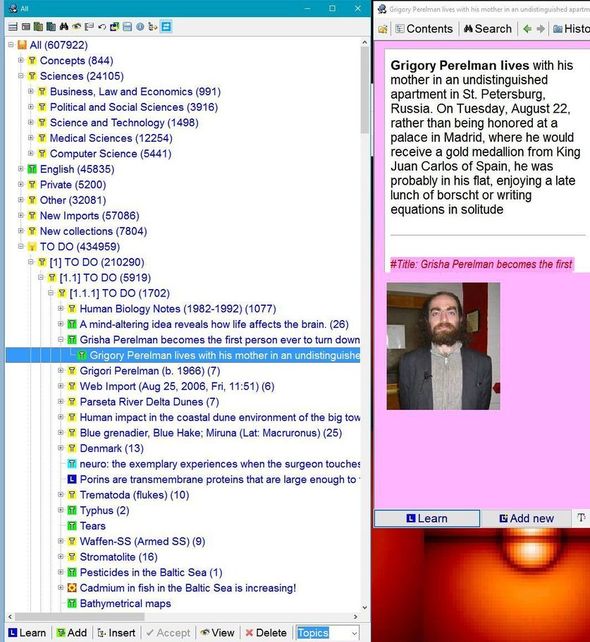 All
All (607922)
Concepts (844)
Sciences (24105)
Business, Law and Economics (991)
Political and Social Sciences (3916)
Science and Technology (1498)
Medical Sciences (12254)
Computer Science (5441)
English (45835)
Private (5200)
Other (32081)
New Imports (57086)
New collections (7804)
TO DO (434959)
[1] TO DO (210290)
[1.1] TO DO (5919)
[1.1.1] TO DO (1702)
Human Biology Notes (1982-1992) (1077)
A mind-altering idea reveals how life affects the brain. (26)
Grisha Perelman becomes the first person ever to turn down
Grigory Perelman lives with his mother in an undistinguishe
Grigori Perelman (b. 1966) (7)
Web Import (Aug 25, 2006, Fri, 11:51) (6)
Parseta River Delta Dunes (7)
Human impact in the coastal dune environment of the big tow
Blue grenadier, Blue Hake; Miruna (Lat: Macruronus) (25)
Denmark (13)
neuro: the exemplary experiences when the surgeon touches
Porins are transmembrane proteins that are large enough to
Trematoda (flukes) (10)
Typhus (2)
Tears
Waffen-SS (Armed SS) (9)
Stromatolite (16)
Pesticides in the Baltic Sea (1)
Cadmium in fish in the Baltic Sea is increasing!
Bathymetrical maps
Learn Add Insert Accept View Delete Topics
Grigory Perelman lives with his mother in an undistinguished apartm
Contents Search Histo
Grigory Perelman lives with his
mother in an undistinguished
apartment in St. Petersburg,
Russia. On Tuesday, August 22,
rather than being honored at a
palace in Madrid, where he would
receive a gold medallion from King
Juan Carlos of Spain, he was
probably in his flat, enjoying a late
lunch of borscht or writing
equations in solitude
#Title: Grisha Perelman becomes the first
Learn Add new